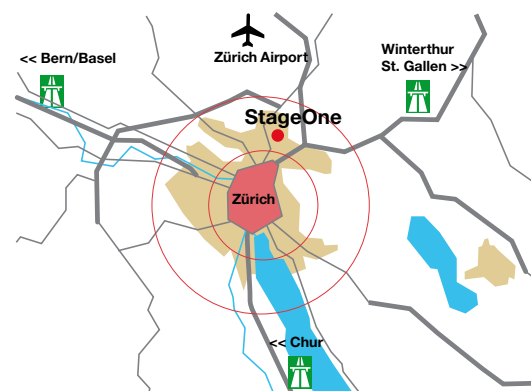 << Bern/Basel
Zürich Airport
Winterthur
St. Gallen >>
StageOne
Zürich
<< Chur